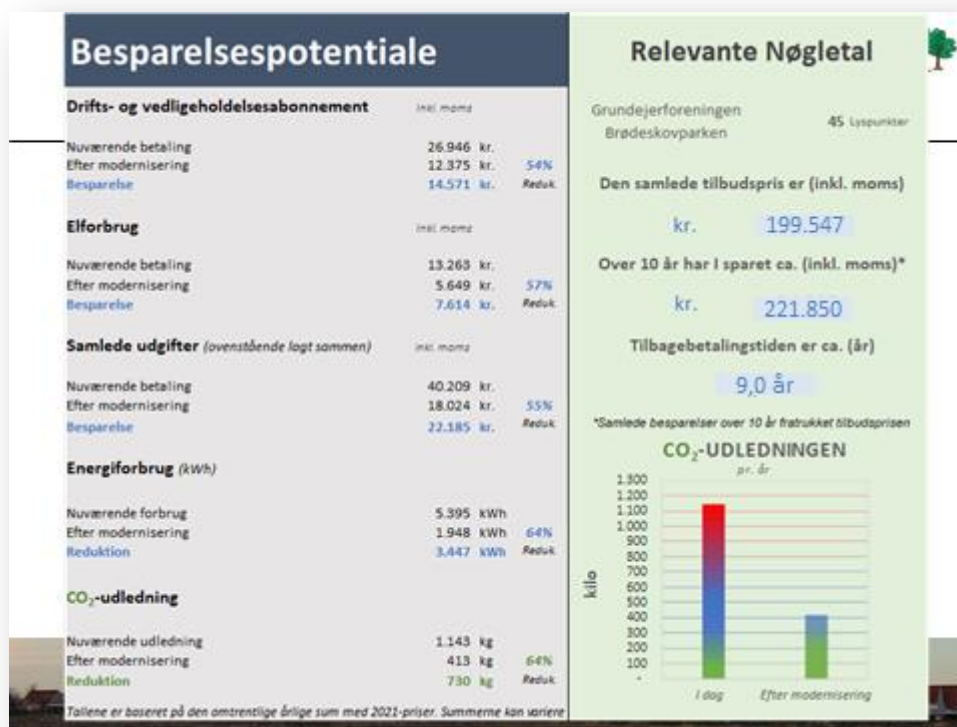 Besparelsespotentiale
Drifts- og vedligeholdelsesabonnement inkl. moms
Nuværende betaling 26.946 kr.
Efter modernisering 12.375 kr. 54%
Besparelse 14.571 kr. Reduk.
Elforbrug inkl. moms
Nuværende betaling 13.263 kr.
Efter modernisering 5.649 kr. 57%
Besparelse 7.614 kr. Reduk.
Samlede udgifter (ovenstående lagt sammen) inkl. moms
Nuværende betaling 40.209 kr.
Efter modernisering 18.024 kr. 55%
Besparelse 22.185 kr. Reduk.
Energiforbrug (kWh)
Nuværende forbrug 5.395 kWh
Efter modernisering 1.948 kWh 64%
Reduktion 3.447 kWh Reduk.
CO₂-udledning
Nuværende udledning 1.143 kg
Efter modernisering 413 kg 64%
Reduktion 730 kg Reduk.
Tallene er baseret på den omtrentlige årlige sum med 2021-priser. Summerne kan variere
Relevante Nøgletal
Grundejerforeningen
Brødeskovparken
45 Lyspunkter
Den samlede tilbudspris er (inkl. moms)
kr. 199.547
Over 10 år har I sparet ca. (inkl. moms)*
kr. 221.850
Tilbagebetalingstiden er ca. (år)
9,0 år
*Samlede besparelser over 10 år fratrukket tilbudsprisen
CO₂-UDLEDNINGEN
pr. år
1.300
1.200
1.100
1.000
900
800
700
600
500
400
300
200
100
-
kilo
I dag Efter modernisering